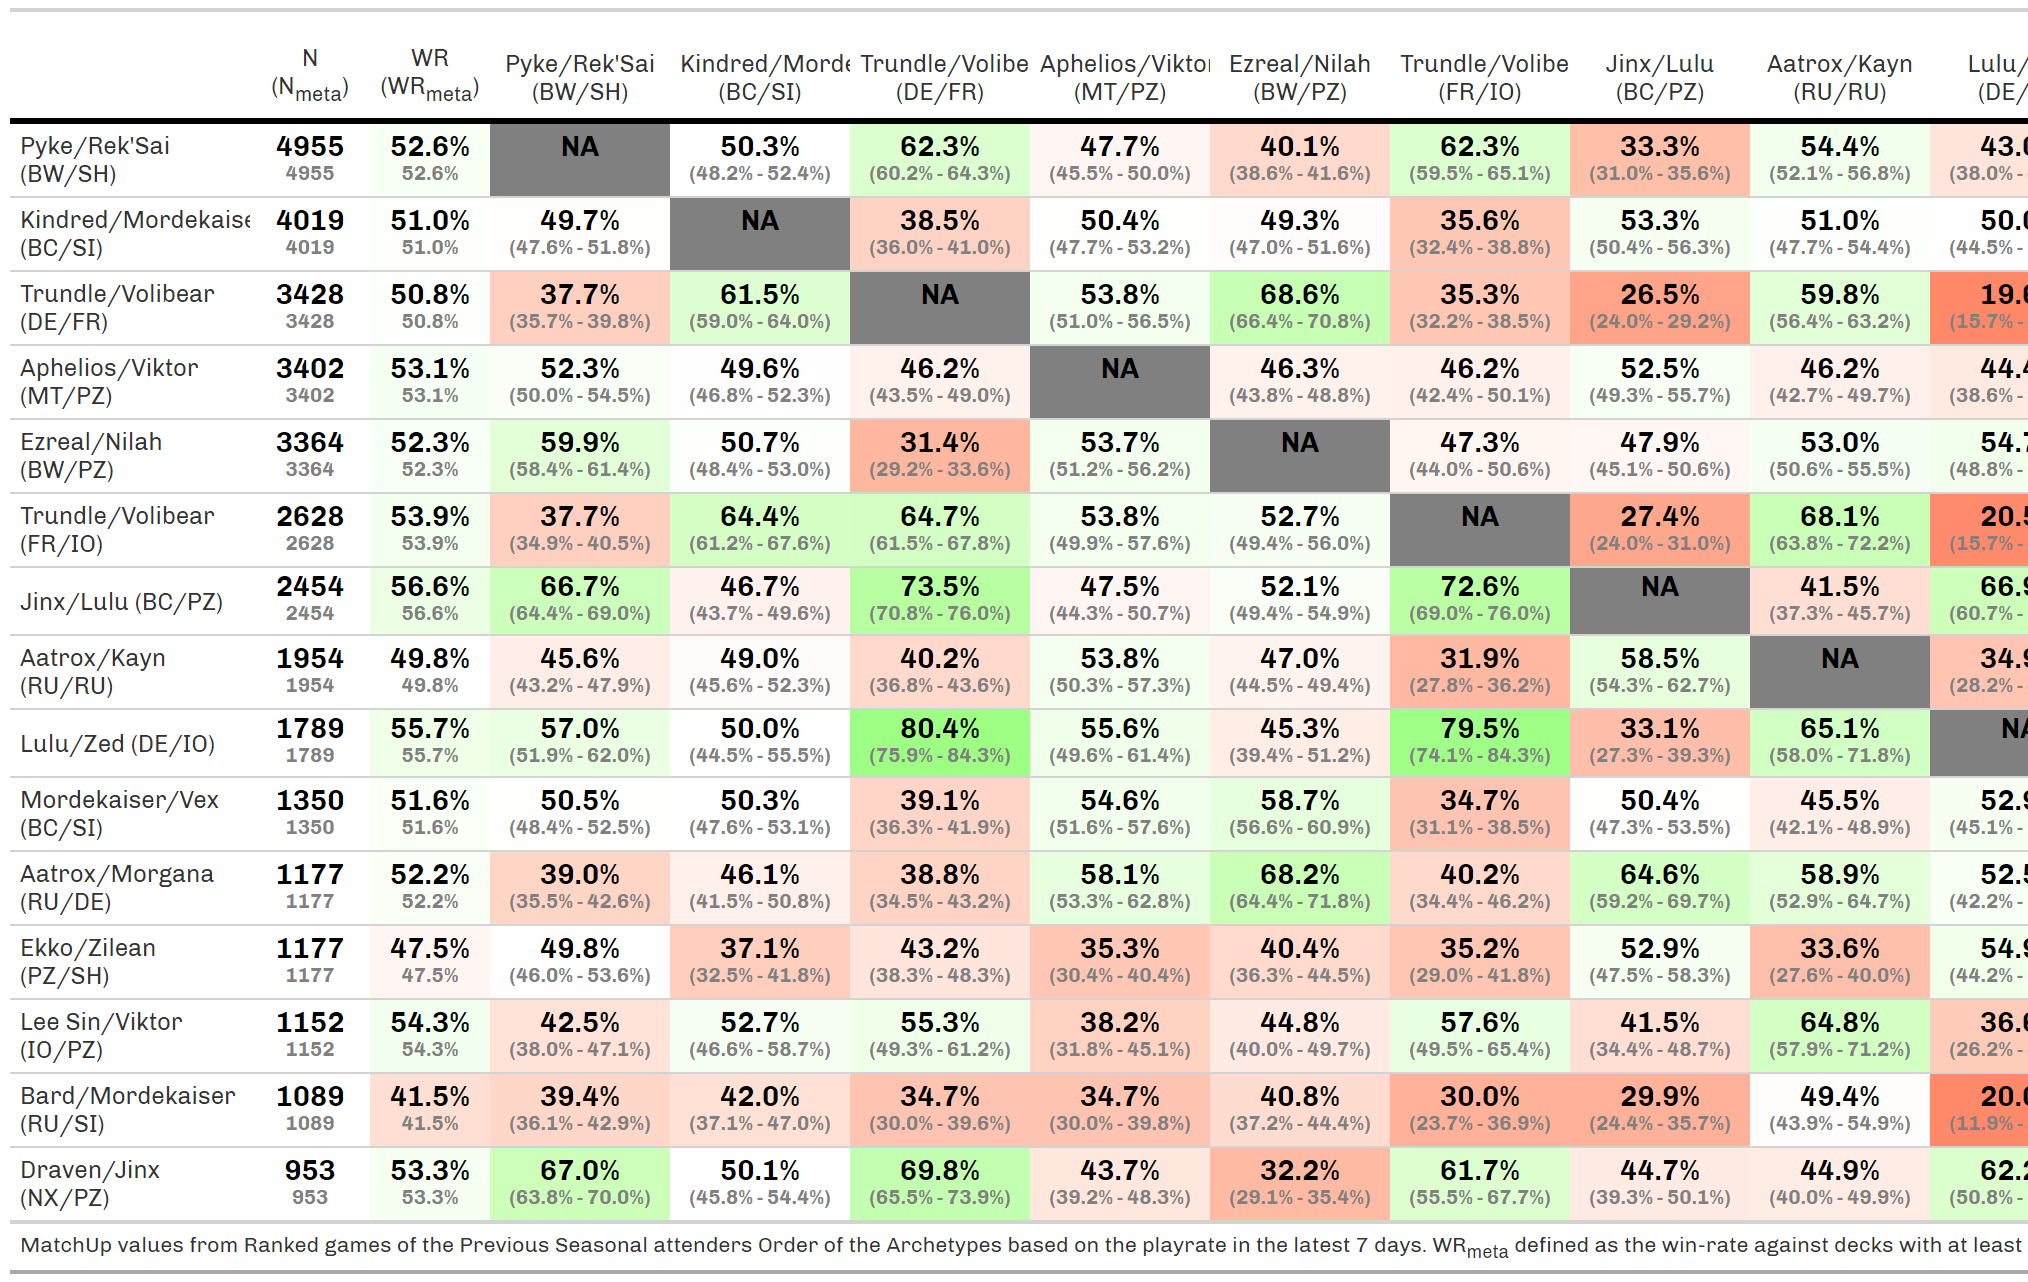 N WR Pyke/Rek'Sai Kindred/Morde Trundle/Volibe Aphelios/Viktor Ezreal/Nilah Trundle/Volibe Jinx/Lulu Aatrox/Kayn Lulu/
(Nmeta) (WRmeta) (BW/SH) (BC/SI) (DE/FR) (MT/PZ) (BW/PZ) (FR/IO) (BC/PZ) (RU/RU) (DE/
Pyke/Rek'Sai 4955 52.6% NA 50.3% 62.3% 47.7% 40.1% 62.3% 33.3% 54.4% 43.0
(BW/SH) 4955 52.6% (48.2% - 52.4%) (60.2% - 64.3%) (45.5% - 50.0%) (38.6% - 41.6%) (59.5% - 65.1%) (31.0% - 35.6%) (52.1% - 56.8%) (38.0% -
Kindred/Mordekaise 4019 51.0% 49.7% NA 38.5% 50.4% 49.3% 35.6% 53.3% 51.0% 50.0
(BC/SI) 4019 51.0% (47.6% - 51.8%) (36.0% - 41.0%) (47.7% - 53.2%) (47.0% - 51.6%) (32.4% - 38.8%) (50.4% - 56.3%) (47.7% - 54.4%) (44.5% -
Trundle/Volibear 3428 50.8% 37.7% 61.5% NA 53.8% 68.6% 35.3% 26.5% 59.8% 19.6
(DE/FR) 3428 50.8% (35.7% - 39.8%) (59.0% - 64.0%) (51.0% - 56.5%) (66.4% - 70.8%) (32.2% - 38.5%) (24.0% - 29.2%) (56.4% - 63.2%) (15.7% -
Aphelios/Viktor 3402 53.1% 52.3% 49.6% 46.2% NA 46.3% 46.2% 52.5% 46.2% 44.4
(MT/PZ) 3402 53.1% (50.0% - 54.5%) (46.8% - 52.3%) (43.5% - 49.0%) (43.8% - 48.8%) (42.4% - 50.1%) (49.3% - 55.7%) (42.7% - 49.7%) (38.6% -
Ezreal/Nilah 3364 52.3% 59.9% 50.7% 31.4% 53.7% NA 47.3% 47.9% 53.0% 54.7
(BW/PZ) 3364 52.3% (58.4% - 61.4%) (48.4% - 53.0%) (29.2% - 33.6%) (51.2% - 56.2%) (44.0% - 50.6%) (45.1% - 50.6%) (50.6% - 55.5%) (48.8% -
Trundle/Volibear 2628 53.9% 37.7% 64.4% 64.7% 53.8% 52.7% NA 27.4% 68.1% 20.5
(FR/IO) 2628 53.9% (34.9% - 40.5%) (61.2% - 67.6%) (61.5% - 67.8%) (49.9% - 57.6%) (49.4% - 56.0%) (24.0% - 31.0%) (63.8% - 72.2%) (15.7% -
Jinx/Lulu (BC/PZ) 2454 56.6% 66.7% 46.7% 73.5% 47.5% 52.1% 72.6% NA 41.5% 66.9
2454 56.6% (64.4% - 69.0%) (43.7% - 49.6%) (70.8% - 76.0%) (44.3% - 50.7%) (49.4% - 54.9%) (69.0% - 76.0%) (37.3% - 45.7%) (60.7% -
Aatrox/Kayn 1954 49.8% 45.6% 49.0% 40.2% 53.8% 47.0% 31.9% 58.5% NA 34.9
(RU/RU) 1954 49.8% (43.2% - 47.9%) (45.6% - 52.3%) (36.8% - 43.6%) (50.3% - 57.3%) (44.5% - 49.4%) (27.8% - 36.2%) (54.3% - 62.7%) (28.2% -
Lulu/Zed (DE/IO) 1789 55.7% 57.0% 50.0% 80.4% 55.6% 45.3% 79.5% 33.1% 65.1% NA
1789 55.7% (51.9% - 62.0%) (44.5% - 55.5%) (75.9% - 84.3%) (49.6% - 61.4%) (39.4% - 51.2%) (74.1% - 84.3%) (27.3% - 39.3%) (58.0% - 71.8%)
Mordekaiser/Vex 1350 51.6% 50.5% 50.3% 39.1% 54.6% 58.7% 34.7% 50.4% 45.5% 52.9
(BC/SI) 1350 51.6% (48.4% - 52.5%) (47.6% - 53.1%) (36.3% - 41.9%) (51.6% - 57.6%) (56.6% - 60.9%) (31.1% - 38.5%) (47.3% - 53.5%) (42.1% - 48.9%) (45.1% -
Aatrox/Morgana 1177 52.2% 39.0% 46.1% 38.8% 58.1% 68.2% 40.2% 64.6% 58.9% 52.5
(RU/DE) 1177 52.2% (35.5% - 42.6%) (41.5% - 50.8%) (34.5% - 43.2%) (53.3% - 62.8%) (64.4% - 71.8%) (34.4% - 46.2%) (59.2% - 69.7%) (52.9% - 64.7%) (42.2% -
Ekko/Zilean 1177 47.5% 49.8% 37.1% 43.2% 35.3% 40.4% 35.2% 52.9% 33.6% 54.9
(PZ/SH) 1177 47.5% (46.0% - 53.6%) (32.5% - 41.8%) (38.3% - 48.3%) (30.4% - 40.4%) (36.3% - 44.5%) (29.0% - 41.8%) (47.5% - 58.3%) (27.6% - 40.0%) (44.2% -
Lee Sin/Viktor 1152 54.3% 42.5% 52.7% 55.3% 38.2% 44.8% 57.6% 41.5% 64.8% 36.6
(IO/PZ) 1152 54.3% (38.0% - 47.1%) (46.6% - 58.7%) (49.3% - 61.2%) (31.8% - 45.1%) (40.0% - 49.7%) (49.5% - 65.4%) (34.4% - 48.7%) (57.9% - 71.2%) (26.2% -
Bard/Mordekaiser 1089 41.5% 39.4% 42.0% 34.7% 34.7% 40.8% 30.0% 29.9% 49.4% 20.0
(RU/SI) 1089 41.5% (36.1% - 42.9%) (37.1% - 47.0%) (30.0% - 39.6%) (30.0% - 39.8%) (37.2% - 44.4%) (23.7% - 36.9%) (24.4% - 35.7%) (43.9% - 54.9%) (11.9% -
Draven/Jinx 953 53.3% 67.0% 50.1% 69.8% 43.7% 32.2% 61.7% 44.7% 44.9% 62.2
(NX/PZ) 953 53.3% (63.8% - 70.0%) (45.8% - 54.4%) (65.5% - 73.9%) (39.2% - 48.3%) (29.1% - 35.4%) (55.5% - 67.7%) (39.3% - 50.1%) (40.0% - 49.9%) (50.8% -
MatchUp values from Ranked games of the Previous Seasonal attenders Order of the Archetypes based on the playrate in the latest 7 days. WRmeta defined as the win-rate against decks with at least